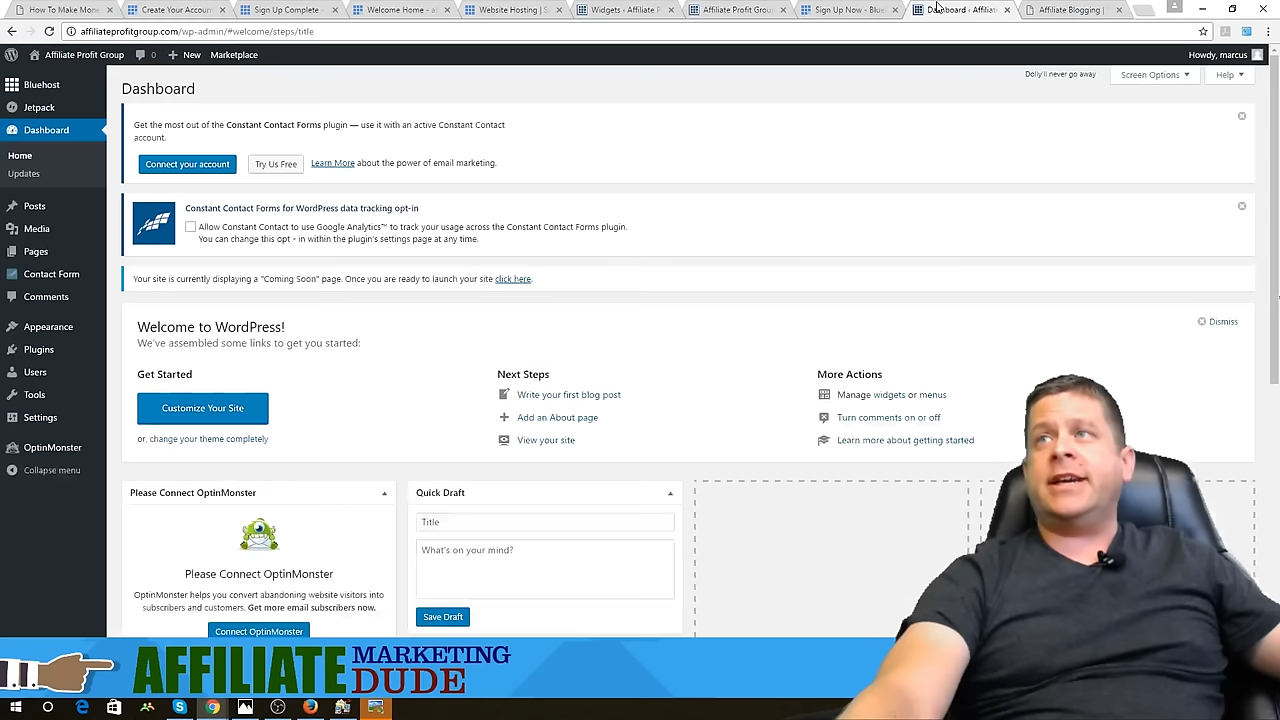 How To Make Mone
Create Your Accoun
Sign Up Complete -
Welcome Home - a
Website Hosting | S
Widgets ‹ Affiliate P
Affiliate Profit Grou
Sign Up Now - Blue
Dashboard ‹ Affiliat
Affiliate Blogging |
affiliateprofitgroup.com/wp-admin/#welcome/steps/title
Affiliate Profit Group
0
New
Marketplace
Howdy, marcus
Bluehost
Jetpack
Dashboard
Home
Updates
Posts
Media
Pages
Contact Form
Comments
Appearance
Plugins
Users
Tools
Settings
OptinMonster
Collapse menu
Dolly'll never go away
Screen Options
Help
Dashboard
Get the most out of the Constant Contact Forms plugin — use it with an active Constant Contact
account.
Connect your account
Try Us Free
Learn More about the power of email marketing.
Constant Contact Forms for WordPress data tracking opt-in
Allow Constant Contact to use Google Analytics™ to track your usage across the Constant Contact Forms plugin.
You can change this opt - in within the plugin's settings page at any time.
Your site is currently displaying a "Coming Soon" page. Once you are ready to launch your site click here.
Welcome to WordPress!
We've assembled some links to get you started:
Dismiss
Get Started
Customize Your Site
or, change your theme completely
Next Steps
Write your first blog post
Add an About page
View your site
More Actions
Manage widgets or menus
Turn comments on or off
Learn more about getting started
Please Connect OptinMonster
Please Connect OptinMonster
OptinMonster helps you convert abandoning website visitors into
subscribers and customers. Get more email subscribers now.
Connect OptinMonster
Quick Draft
Title
What's on your mind?
Save Draft
AFFILIATE MARKETING
DUDE